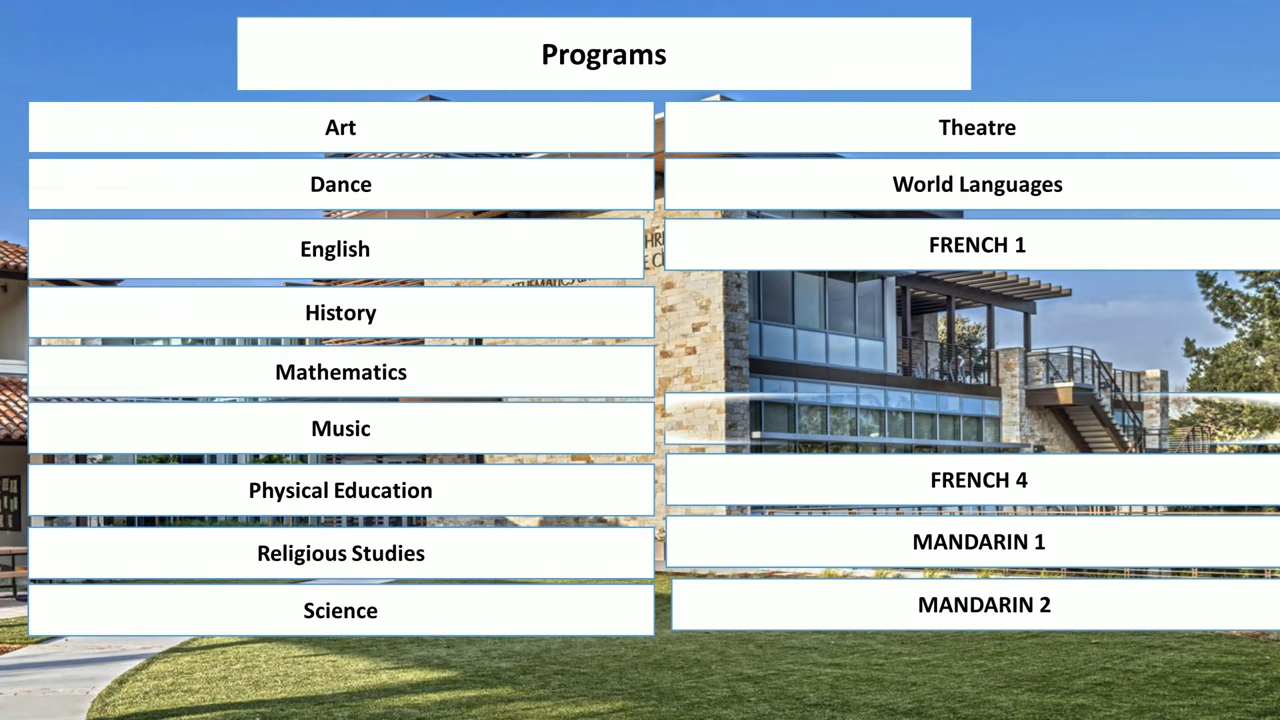 Programs
Art
Dance
English
History
Mathematics
Music
Physical Education
Religious Studies
Science
Theatre
World Languages
FRENCH 1
FRENCH 4
MANDARIN 1
MANDARIN 2